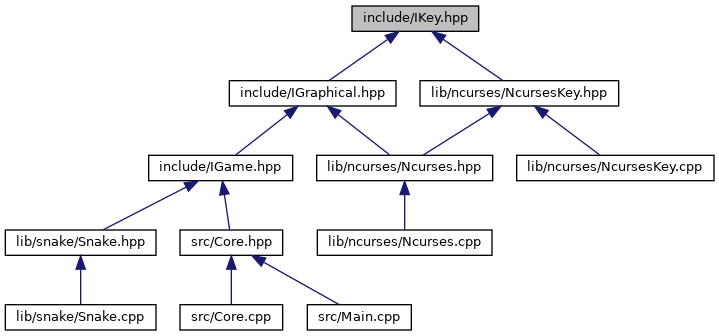 include/IKey.hpp
include/IGraphical.hpp
lib/ncurses/NcursesKey.hpp
include/IGame.hpp
lib/ncurses/Ncurses.hpp
lib/ncurses/NcursesKey.cpp
lib/snake/Snake.hpp
src/Core.hpp
lib/ncurses/Ncurses.cpp
lib/snake/Snake.cpp
src/Core.cpp
src/Main.cpp